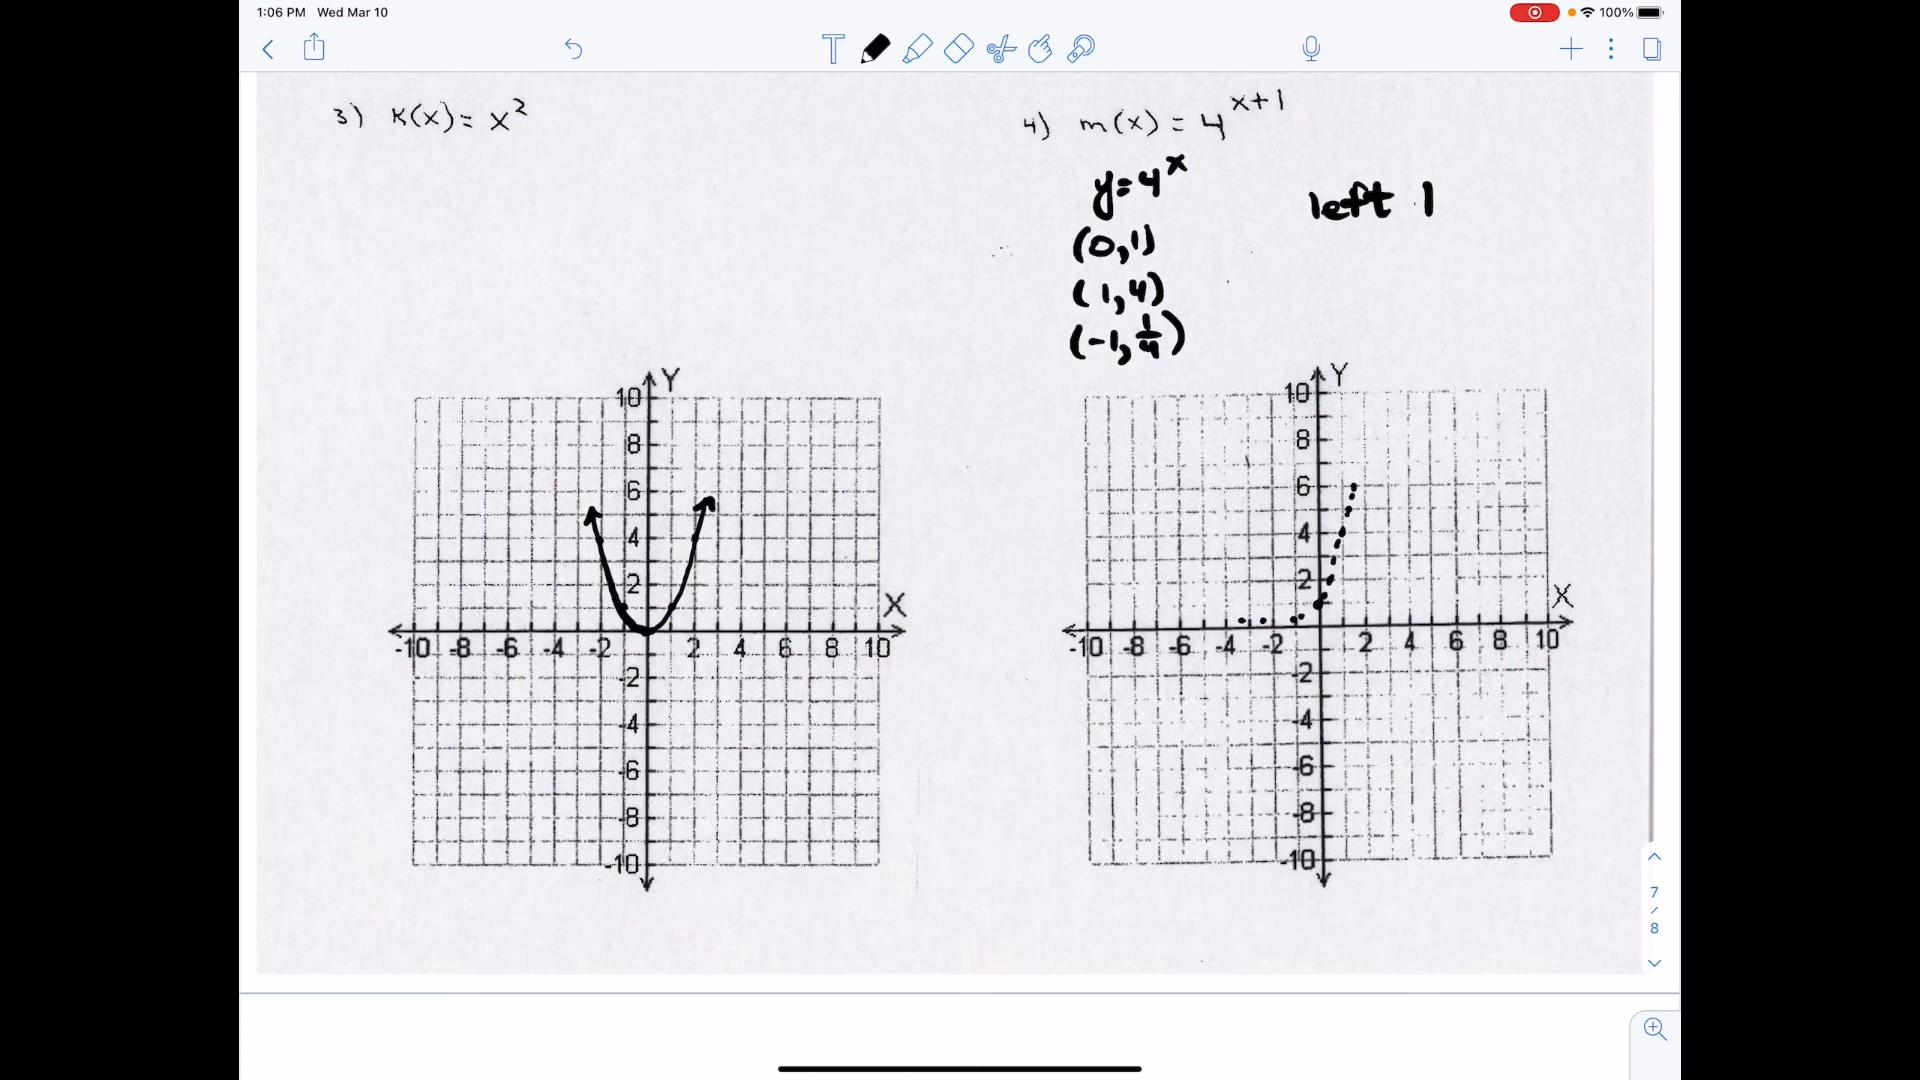 1:06 PM Wed Mar 10
100%
3) K(x) = x²
4) m(x) = 4^{x+1}
y=4^x
left 1
(0,1)
(1,4)
(-1,1/4)
Y
10
8
6
4
2
X
-10 -8 -6 -4 -2 2 4 6 8 10
-2
-4
-6
-8
-10
Y
10
8
6
4
2
X
-10 -8 -6 -4 -2 2 4 6 8 10
-2
-4
-6
-8
-10
7
/
8